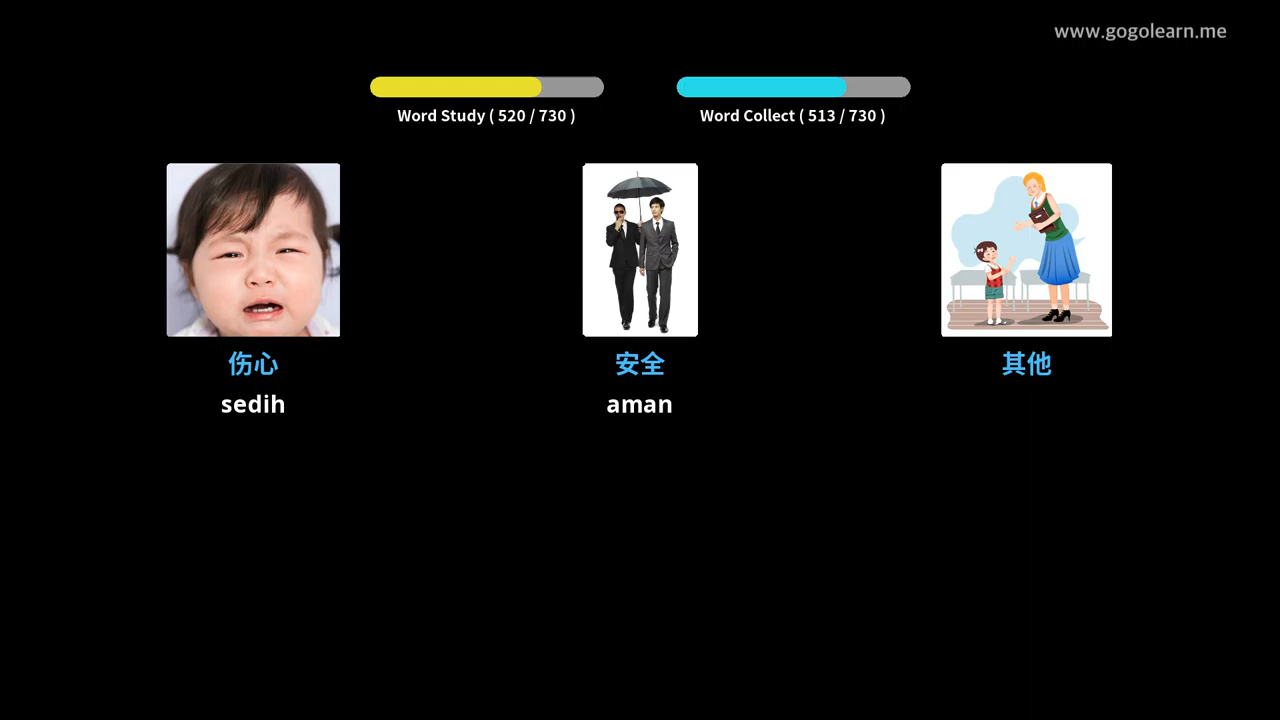 www.gogolearn.me
Word Study ( 520 / 730 )
Word Collect ( 513 / 730 )
伤心
安全
其他
sedih
aman